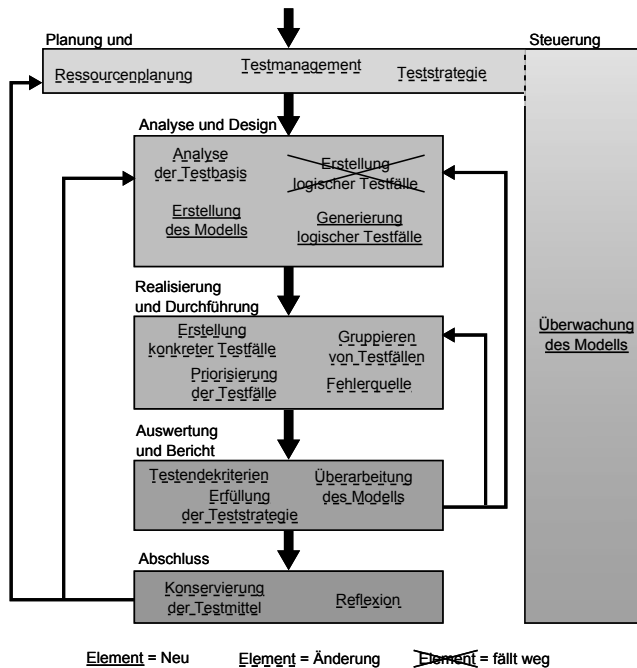 Planung und
Steuerung
Ressourcenplanung
Testmanagement
Teststrategie
Analyse und Design
Analyse
der Testbasis
Erstellung
logischer Testfälle
Erstellung
des Modells
Generierung
logischer Testfälle
Realisierung
und Durchführung
Erstellung
konkreter Testfälle
Gruppieren
von Testfällen
Priorisierung
der Testfälle
Fehlerquelle
Überwachung
des Modells
Auswertung
und Bericht
Testendekriterien
Erfüllung
der Teststrategie
Überarbeitung
des Modells
Abschluss
Konservierung
der Testmittel
Reflexion
Element = Neu
Element = Änderung
Element = fällt weg